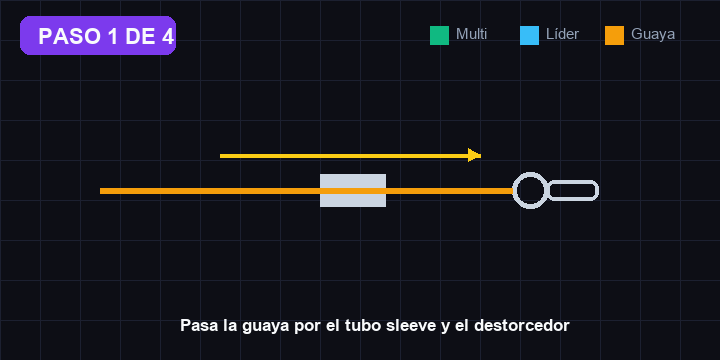 PASO 1 DE 4
Multi
Líder
Guaya
Pasa la guaya por el tubo sleeve y el destorcedor